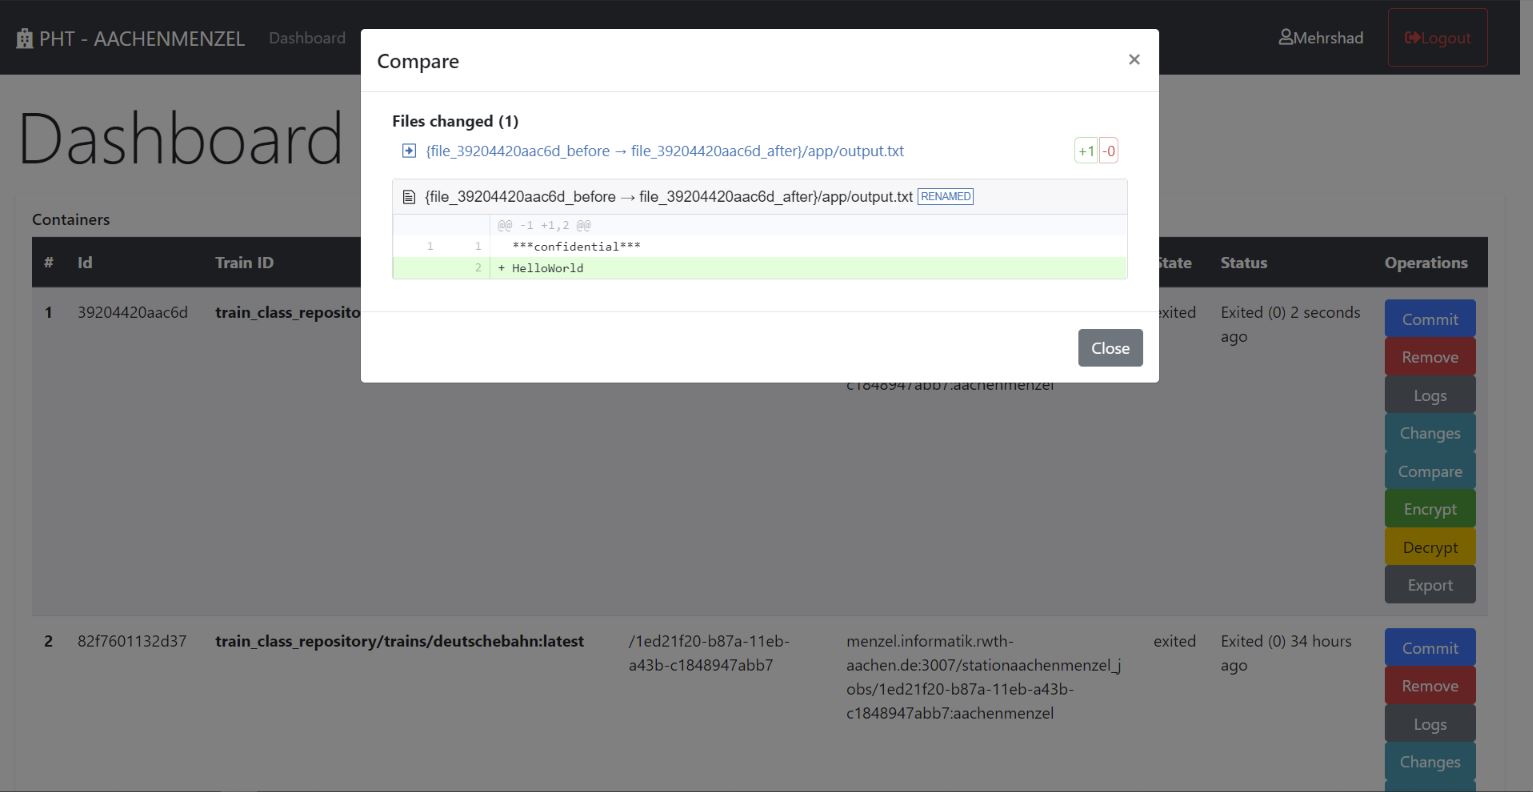 PHT - AACHENMENZEL Dashboard Mehrshad Logout
Compare ×
Dashboard
Files changed (1)
{file_39204420aac6d_before → file_39204420aac6d_after}/app/output.txt +1 -0
{file_39204420aac6d_before → file_39204420aac6d_after}/app/output.txt RENAMED
@@ -1 +1,2 @@
1 1 ***confidential***
2 + HelloWorld
Close
Containers
# Id Train ID State Status Operations
1 39204420aac6d train_class_reposito exited Exited (0) 2 seconds
ago
c1848947abb7:aachenmenzel
Commit
Remove
Logs
Changes
Compare
Encrypt
Decrypt
Export
2 82f7601132d37 train_class_repository/trains/deutschebahn:latest /1ed21f20-b87a-11eb-
a43b-c1848947abb7
menzel.informatik.rwth-
aachen.de:3007/stationaachenmenzel_j
obs/1ed21f20-b87a-11eb-a43b-
c1848947abb7:aachenmenzel
exited Exited (0) 34 hours
ago
Commit
Remove
Logs
Changes